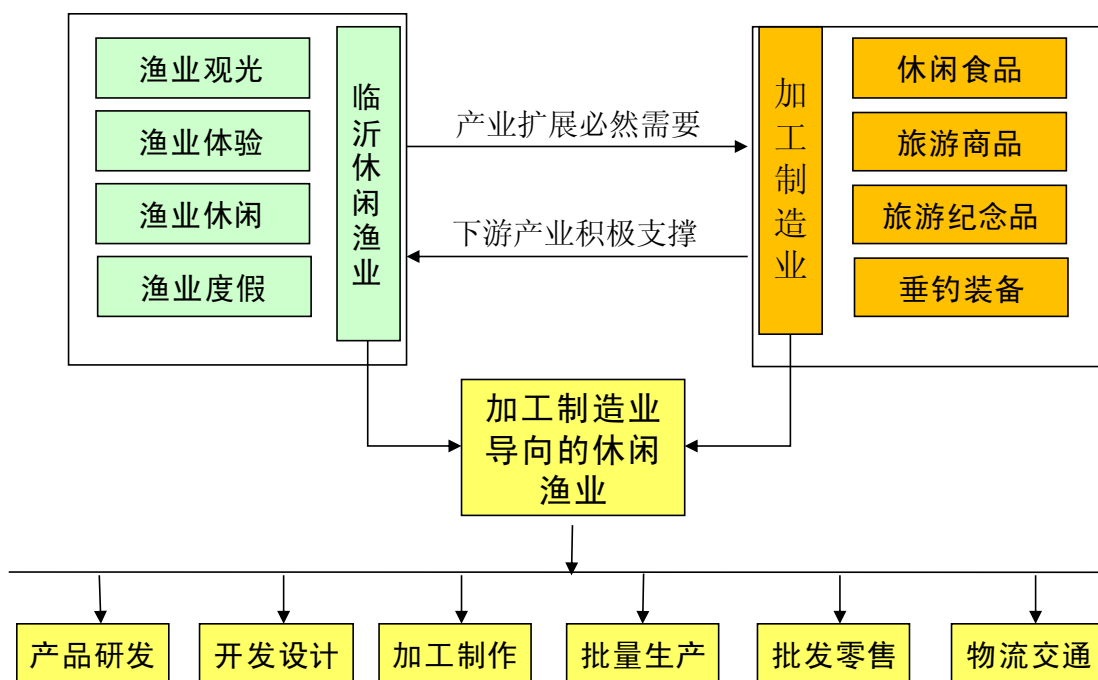 渔业观光
渔业体验
渔业休闲
渔业度假
临沂休闲渔业
产业扩展必然需要
下游产业积极支撑
加工制造业
休闲食品
旅游商品
旅游纪念品
垂钓装备
加工制造业
导向的休闲
渔业
产品研发
开发设计
加工制作
批量生产
批发零售
物流交通